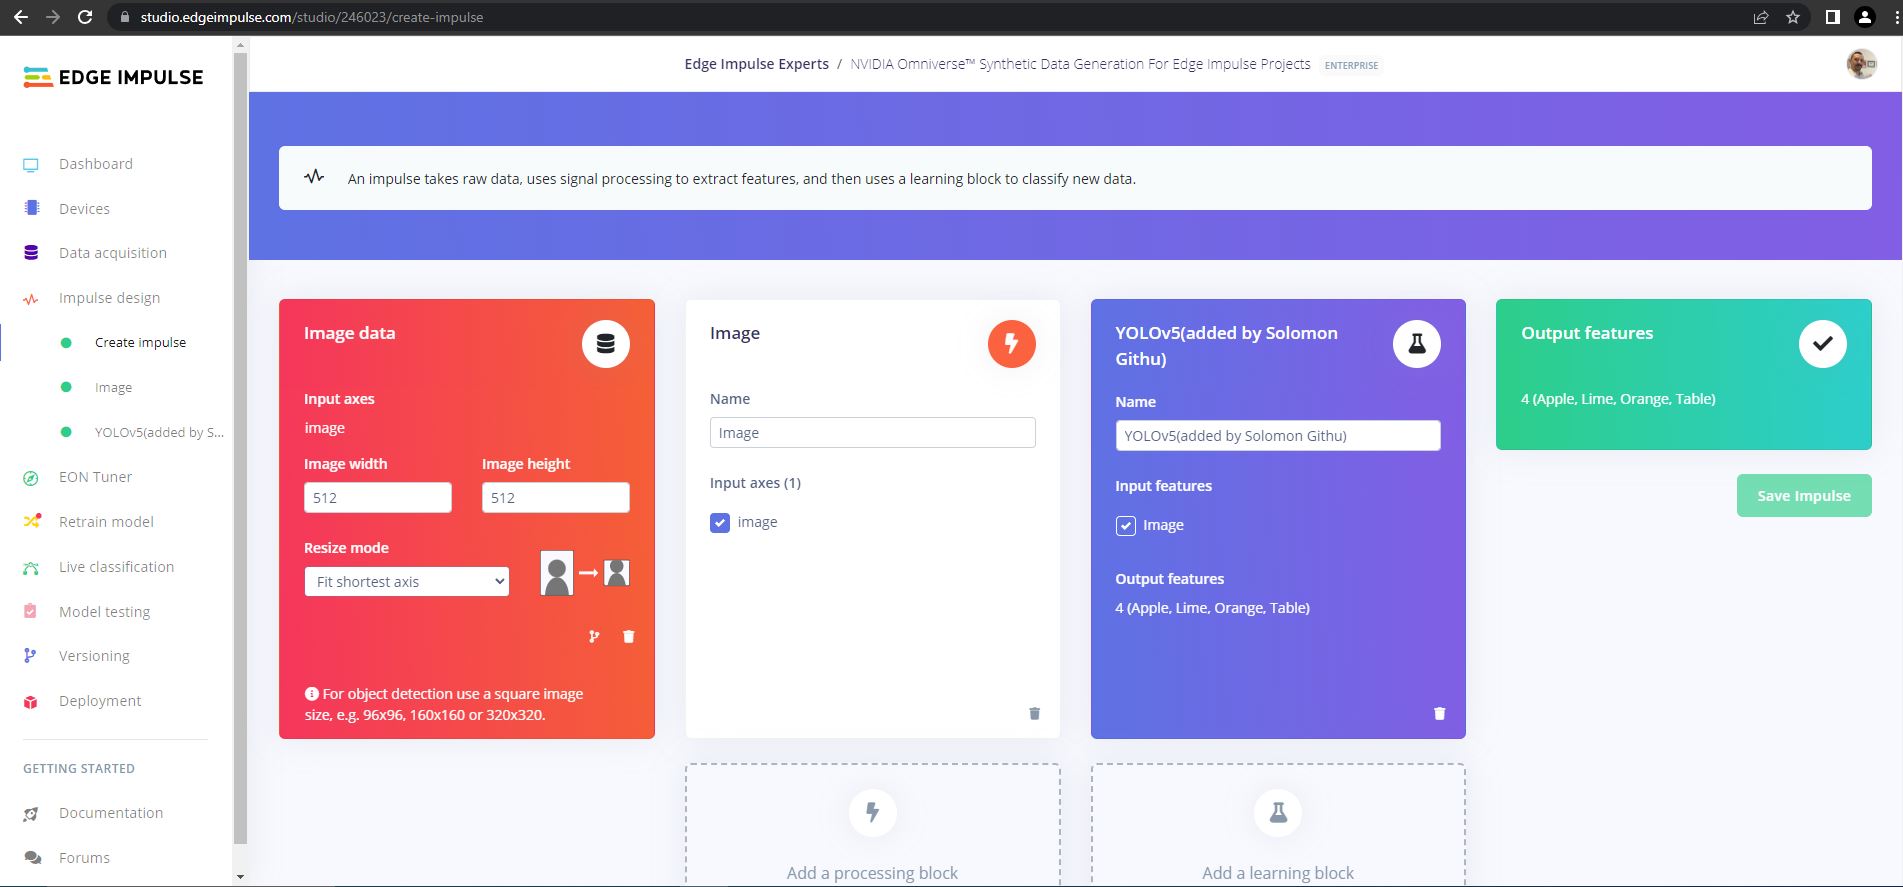 studio.edgeimpulse.com/studio/246023/create-impulse
EDGE IMPULSE
Edge Impulse Experts / NVIDIA Omniverse™ Synthetic Data Generation For Edge Impulse Projects ENTERPRISE
Dashboard
Devices
Data acquisition
Impulse design
Create impulse
Image
YOLOv5(added by S...
EON Tuner
Retrain model
Live classification
Model testing
Versioning
Deployment
GETTING STARTED
Documentation
Forums
An impulse takes raw data, uses signal processing to extract features, and then uses a learning block to classify new data.
Image data
Input axes
image
Image width
Image height
512
512
Resize mode
Fit shortest axis
For object detection use a square image
size, e.g. 96x96, 160x160 or 320x320.
Image
Name
Image
Input axes (1)
image
Add a processing block
YOLOv5(added by Solomon
Githu)
Name
YOLOv5(added by Solomon Githu)
Input features
Image
Output features
4 (Apple, Lime, Orange, Table)
Add a learning block
Output features
4 (Apple, Lime, Orange, Table)
Save Impulse